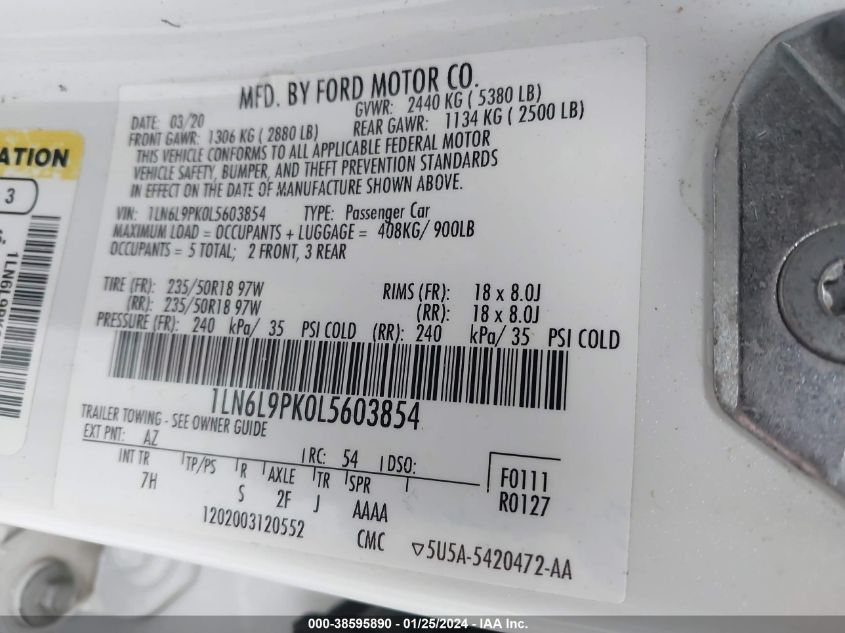 MFD. BY FORD MOTOR CO.
DATE: 03/20 GVWR: 2440 KG ( 5380 LB)
FRONT GAWR: 1306 KG ( 2880 LB) REAR GAWR: 1134 KG ( 2500 LB)
THIS VEHICLE CONFORMS TO ALL APPLICABLE FEDERAL MOTOR
VEHICLE SAFETY, BUMPER, AND THEFT PREVENTION STANDARDS
IN EFFECT ON THE DATE OF MANUFACTURE SHOWN ABOVE.
VIN: 1LN6L9PK0L5603854 TYPE: Passenger Car
MAXIMUM LOAD = OCCUPANTS + LUGGAGE = 408KG/ 900LB
OCCUPANTS = 5 TOTAL; 2 FRONT, 3 REAR
TIRE (FR): 235/50R18 97W RIMS (FR): 18 x 8.0J
(RR): 235/50R18 97W (RR): 18 x 8.0J
PRESSURE (FR): 240 kPa/ 35 PSI COLD (RR): 240 kPa/ 35 PSI COLD
1LN6L9PK0L5603854
TRAILER TOWING - SEE OWNER GUIDE
EXT PNT: AZ RC: 54 DSO:
INT TR TP/PS R AXLE TR SPR
7H S 2F J AAAA
F0111
R0127
1202003120552 CMC ▽5U5A-5420472-AA
ATION
3
000-38595890 - 01/25/2024 - IAA Inc.